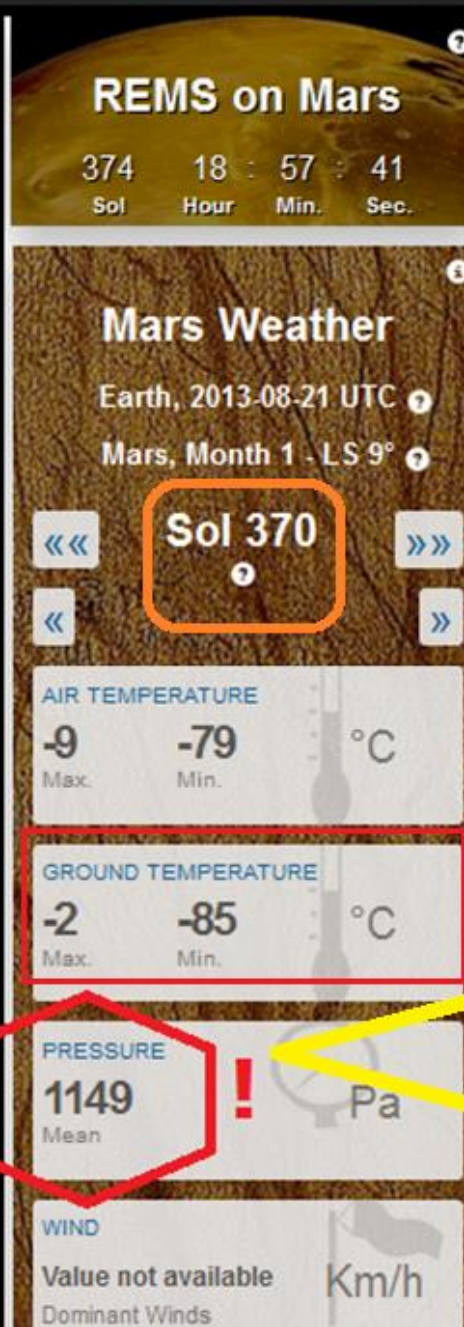 REMS on Mars
374 18 : 57 : 41
Sol Hour Min. Sec.
Mars Weather
Earth, 2013-08-21 UTC ?
Mars, Month 1 - LS 9° ?
«« Sol 370 »»
?
« »
AIR TEMPERATURE
-9 -79 °C
Max. Min.
GROUND TEMPERATURE
-2 -85 °C
Max. Min.
PRESSURE
1149 ! Pa
Mean
WIND
Value not available Km/h
Dominant Winds